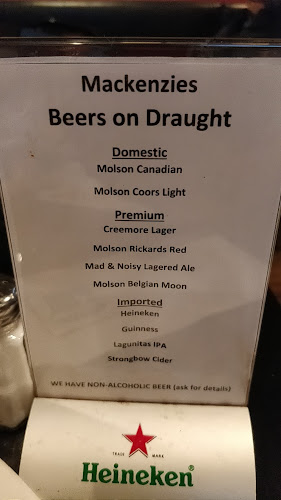 Mackenzies
Beers on Draught
Domestic
Molson Canadian
Molson Coors Light
Premium
Creemore Lager
Molson Rickards Red
Mad & Noisy Lagered Ale
Molson Belgian Moon
Imported
Heineken
Guinness
Lagunitas IPA
Strongbow Cider
WE HAVE NON-ALCOHOLIC BEER (ask for details)
TRADE MARK
Heineken®